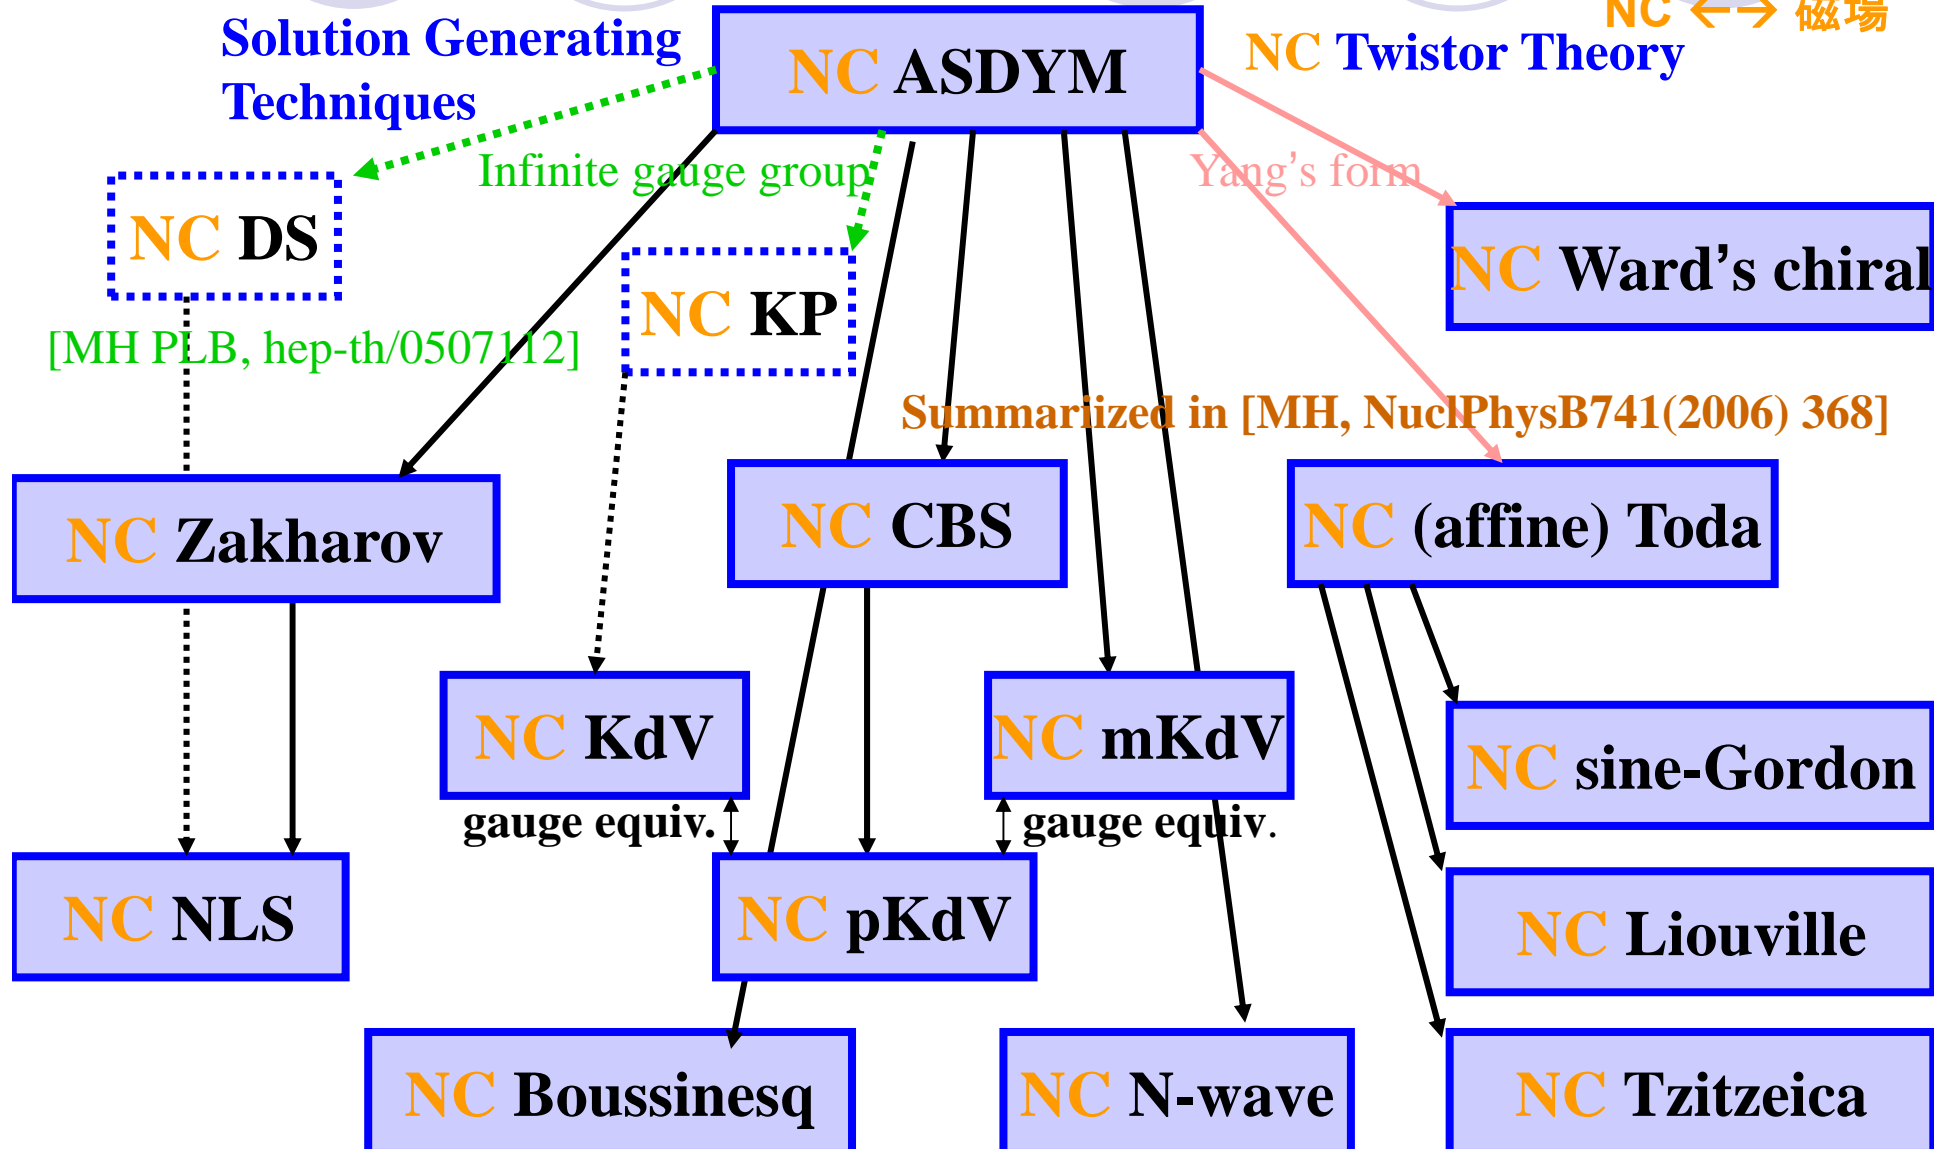 NC ←→ 磁場
Solution Generating
Techniques
NC ASDYM
NC Twistor Theory
Infinite gauge group
Yang’s form
NC DS
NC Ward’s chiral
NC KP
[MH PLB, hep-th/0507112]
Summariized in [MH, NuclPhysB741(2006) 368]
NC Zakharov
NC CBS
NC (affine) Toda
NC KdV
NC mKdV
NC sine-Gordon
gauge equiv.
gauge equiv.
NC NLS
NC pKdV
NC Liouville
NC Boussinesq
NC N-wave
NC Tzitzeica